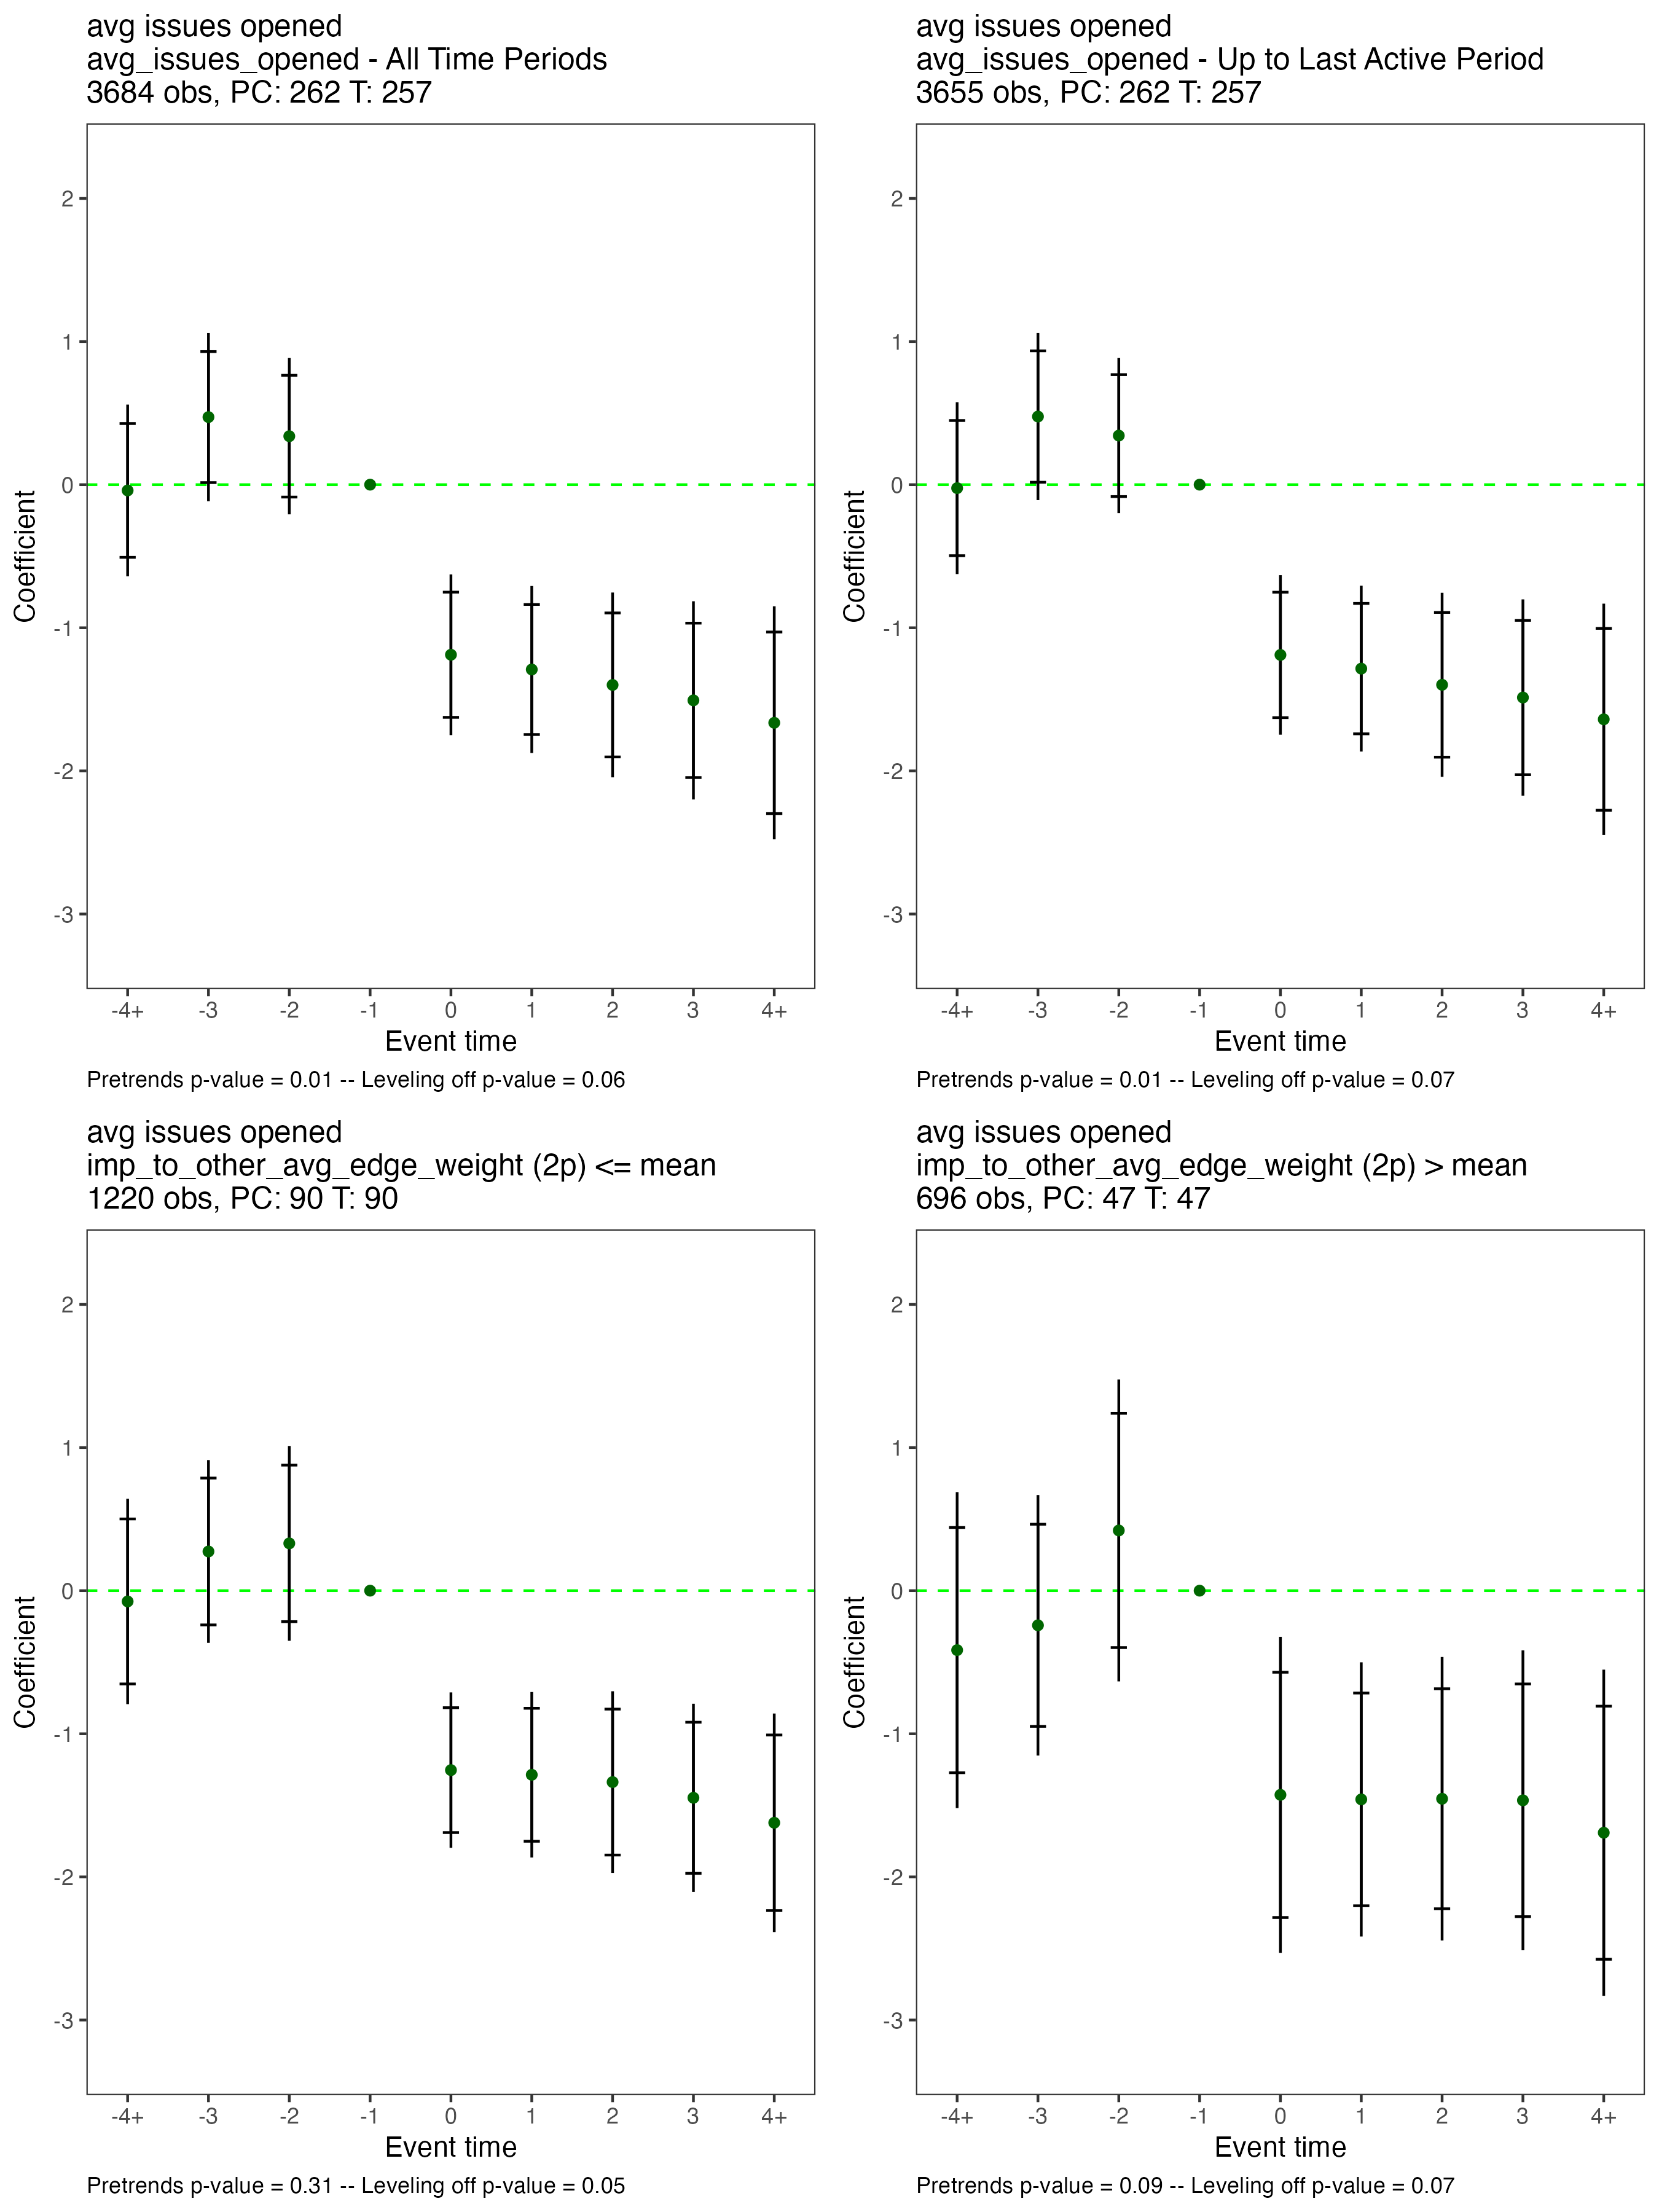 avg issues opened
avg_issues_opened - All Time Periods
3684 obs, PC: 262 T: 257
2
1
0
-1
-2
-3
Coefficient
-4+ -3 -2 -1 0 1 2 3 4+
Event time
Pretrends p-value = 0.01 -- Leveling off p-value = 0.06
avg issues opened
avg_issues_opened - Up to Last Active Period
3655 obs, PC: 262 T: 257
2
1
0
-1
-2
-3
Coefficient
-4+ -3 -2 -1 0 1 2 3 4+
Event time
Pretrends p-value = 0.01 -- Leveling off p-value = 0.07
avg issues opened
imp_to_other_avg_edge_weight (2p) <= mean
1220 obs, PC: 90 T: 90
2
1
0
-1
-2
-3
Coefficient
-4+ -3 -2 -1 0 1 2 3 4+
Event time
Pretrends p-value = 0.31 -- Leveling off p-value = 0.05
avg issues opened
imp_to_other_avg_edge_weight (2p) > mean
696 obs, PC: 47 T: 47
2
1
0
-1
-2
-3
Coefficient
-4+ -3 -2 -1 0 1 2 3 4+
Event time
Pretrends p-value = 0.09 -- Leveling off p-value = 0.07